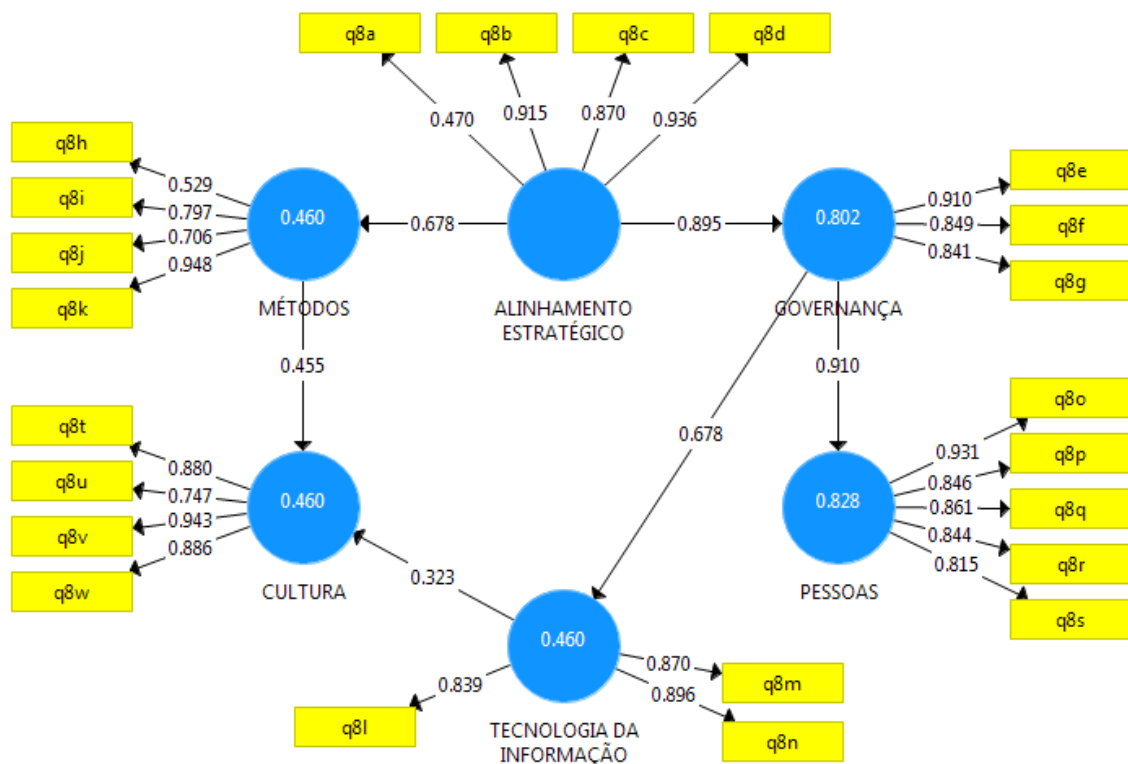 q8a
q8b
q8c
q8d
0.470
0.915
0.870
0.936
q8h
q8i
q8j
q8k
0.529
0.797
0.706
0.948
0.460
MÉTODOS
0.678
ALINHAMENTO
ESTRATÉGICO
0.895
0.802
GOVERNANÇA
0.910
0.849
0.841
q8e
q8f
q8g
0.455
0.910
0.678
q8t
q8u
q8v
q8w
0.880
0.747
0.943
0.886
0.460
CULTURA
0.323
0.828
PESSOAS
0.931
0.846
0.861
0.844
0.815
q8o
q8p
q8q
q8r
q8s
0.460
TECNOLOGIA DA
INFORMAÇÃO
0.839
q8l
0.870
0.896
q8m
q8n